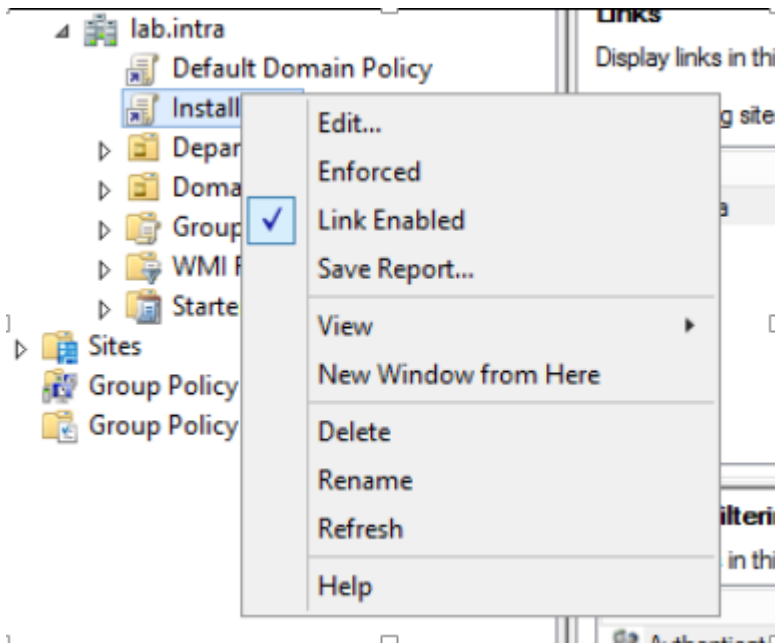 lab.intra
Default Domain Policy
Install
Depar
Doma
Group
WMI F
Starte
Sites
Group Policy
Group Policy
Edit...
Enforced
Link Enabled
Save Report...
View
New Window from Here
Delete
Rename
Refresh
Help
Links
Display links in thi
g site
a
ilteri
in thi